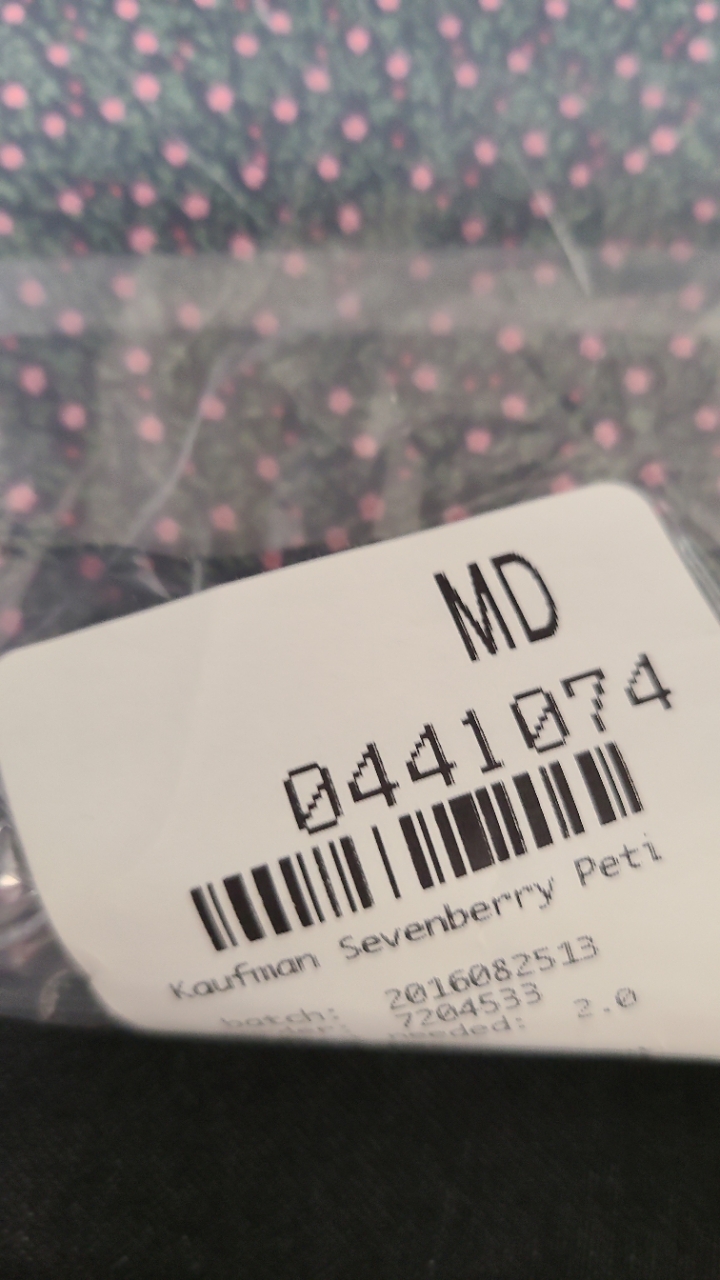 MD
0441074
Kaufman Sevenberry Peti
batch: 2016082513
7204533
needed: 2.0